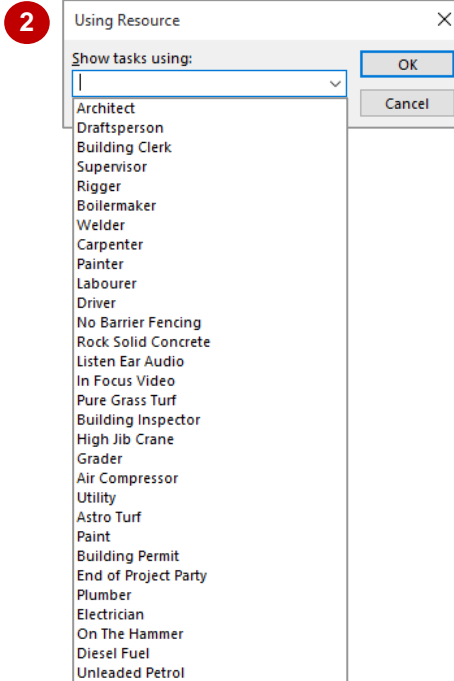 2
Using Resource
Show tasks using:
OK
Cancel
Architect
Draftsperson
Building Clerk
Supervisor
Rigger
Boilermaker
Welder
Carpenter
Painter
Labourer
Driver
No Barrier Fencing
Rock Solid Concrete
Listen Ear Audio
In Focus Video
Pure Grass Turf
Building Inspector
High Jib Crane
Grader
Air Compressor
Utility
Astro Turf
Paint
Building Permit
End of Project Party
Plumber
Electrician
On The Hammer
Diesel Fuel
Unleaded Petrol